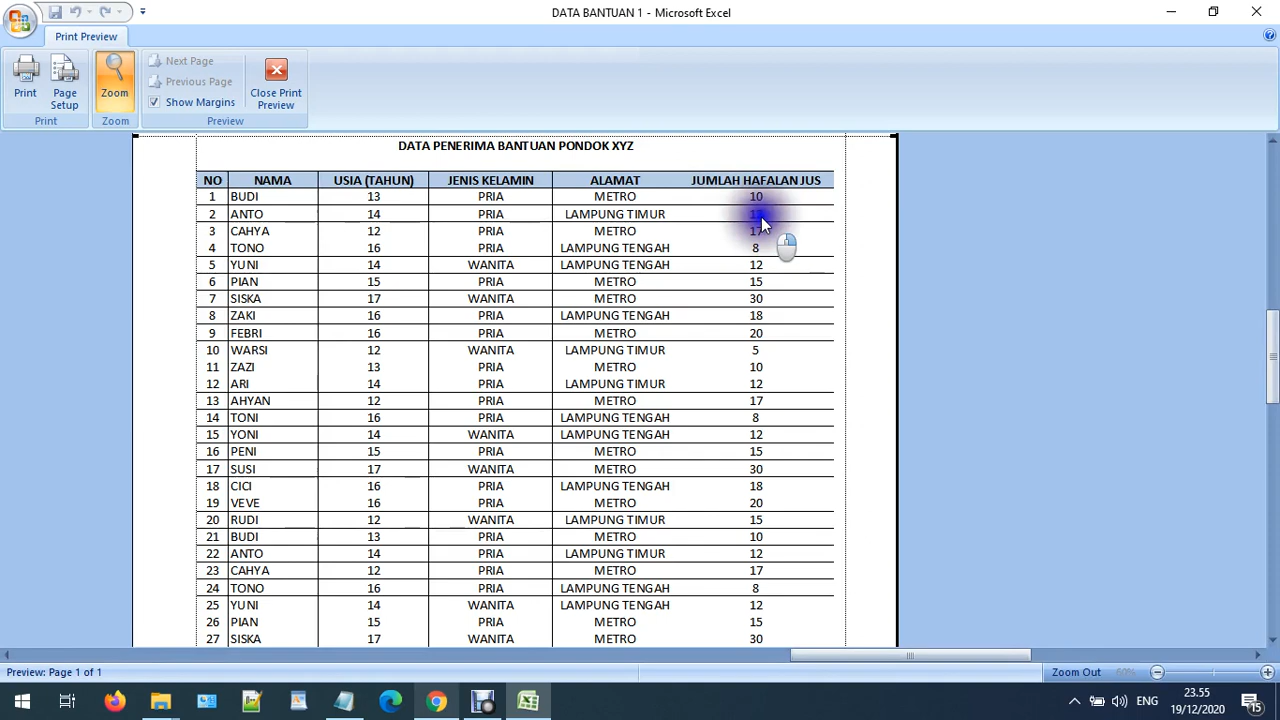 DATA BANTUAN 1 - Microsoft Excel
Print Preview
Print
Page Setup
Zoom
Next Page
Previous Page
Show Margins
Close Print Preview
Print
Zoom
Preview
DATA PENERIMA BANTUAN PONDOK XYZ
NO NAMA USIA (TAHUN) JENIS KELAMIN ALAMAT JUMLAH HAFALAN JUS
1 BUDI 13 PRIA METRO 10
2 ANTO 14 PRIA LAMPUNG TIMUR
3 CAHYA 12 PRIA METRO 17
4 TONO 16 PRIA LAMPUNG TENGAH 8
5 YUNI 14 WANITA LAMPUNG TENGAH 12
6 PIAN 15 PRIA METRO 15
7 SISKA 17 WANITA METRO 30
8 ZAKI 16 PRIA LAMPUNG TENGAH 18
9 FEBRI 16 PRIA METRO 20
10 WARSI 12 WANITA LAMPUNG TIMUR 5
11 ZAZI 13 PRIA METRO 10
12 ARI 14 PRIA LAMPUNG TIMUR 12
13 AHYAN 12 PRIA METRO 17
14 TONI 16 PRIA LAMPUNG TENGAH 8
15 YONI 14 WANITA LAMPUNG TENGAH 12
16 PENI 15 PRIA METRO 15
17 SUSI 17 WANITA METRO 30
18 CICI 16 PRIA LAMPUNG TENGAH 18
19 VEVE 16 PRIA METRO 20
20 RUDI 12 WANITA LAMPUNG TIMUR 15
21 BUDI 13 PRIA METRO 10
22 ANTO 14 PRIA LAMPUNG TIMUR 12
23 CAHYA 12 PRIA METRO 17
24 TONO 16 PRIA LAMPUNG TENGAH 8
25 YUNI 14 WANITA LAMPUNG TENGAH 12
26 PIAN 15 PRIA METRO 15
27 SISKA 17 WANITA METRO 30
Preview: Page 1 of 1
Zoom Out 60%
ENG
23.55
19/12/2020
15